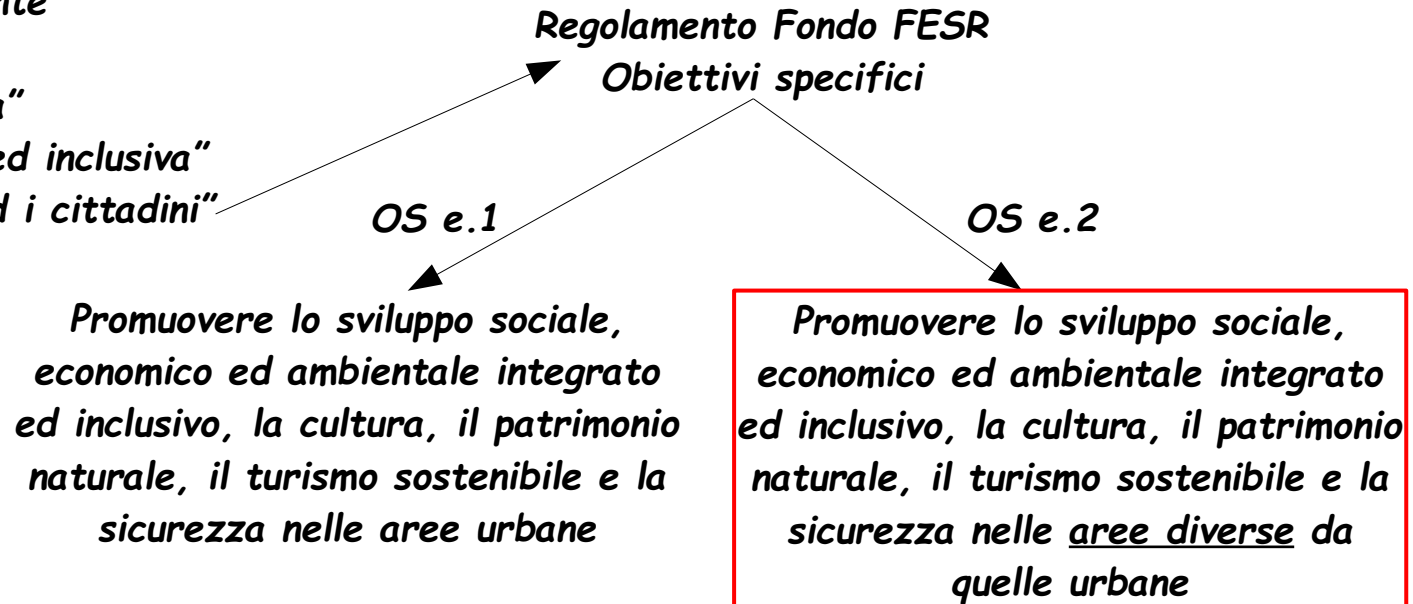 Regolamento Fondo FESR
Obiettivi specifici
a”
ed inclusiva”
i cittadini”
OS e.1
OS e.2
Promuovere lo sviluppo sociale,
economico ed ambientale integrato
ed inclusivo, la cultura, il patrimonio
naturale, il turismo sostenibile e la
sicurezza nelle aree urbane
Promuovere lo sviluppo sociale,
economico ed ambientale integrato
ed inclusivo, la cultura, il patrimonio
naturale, il turismo sostenibile e la
sicurezza nelle aree diverse da
quelle urbane